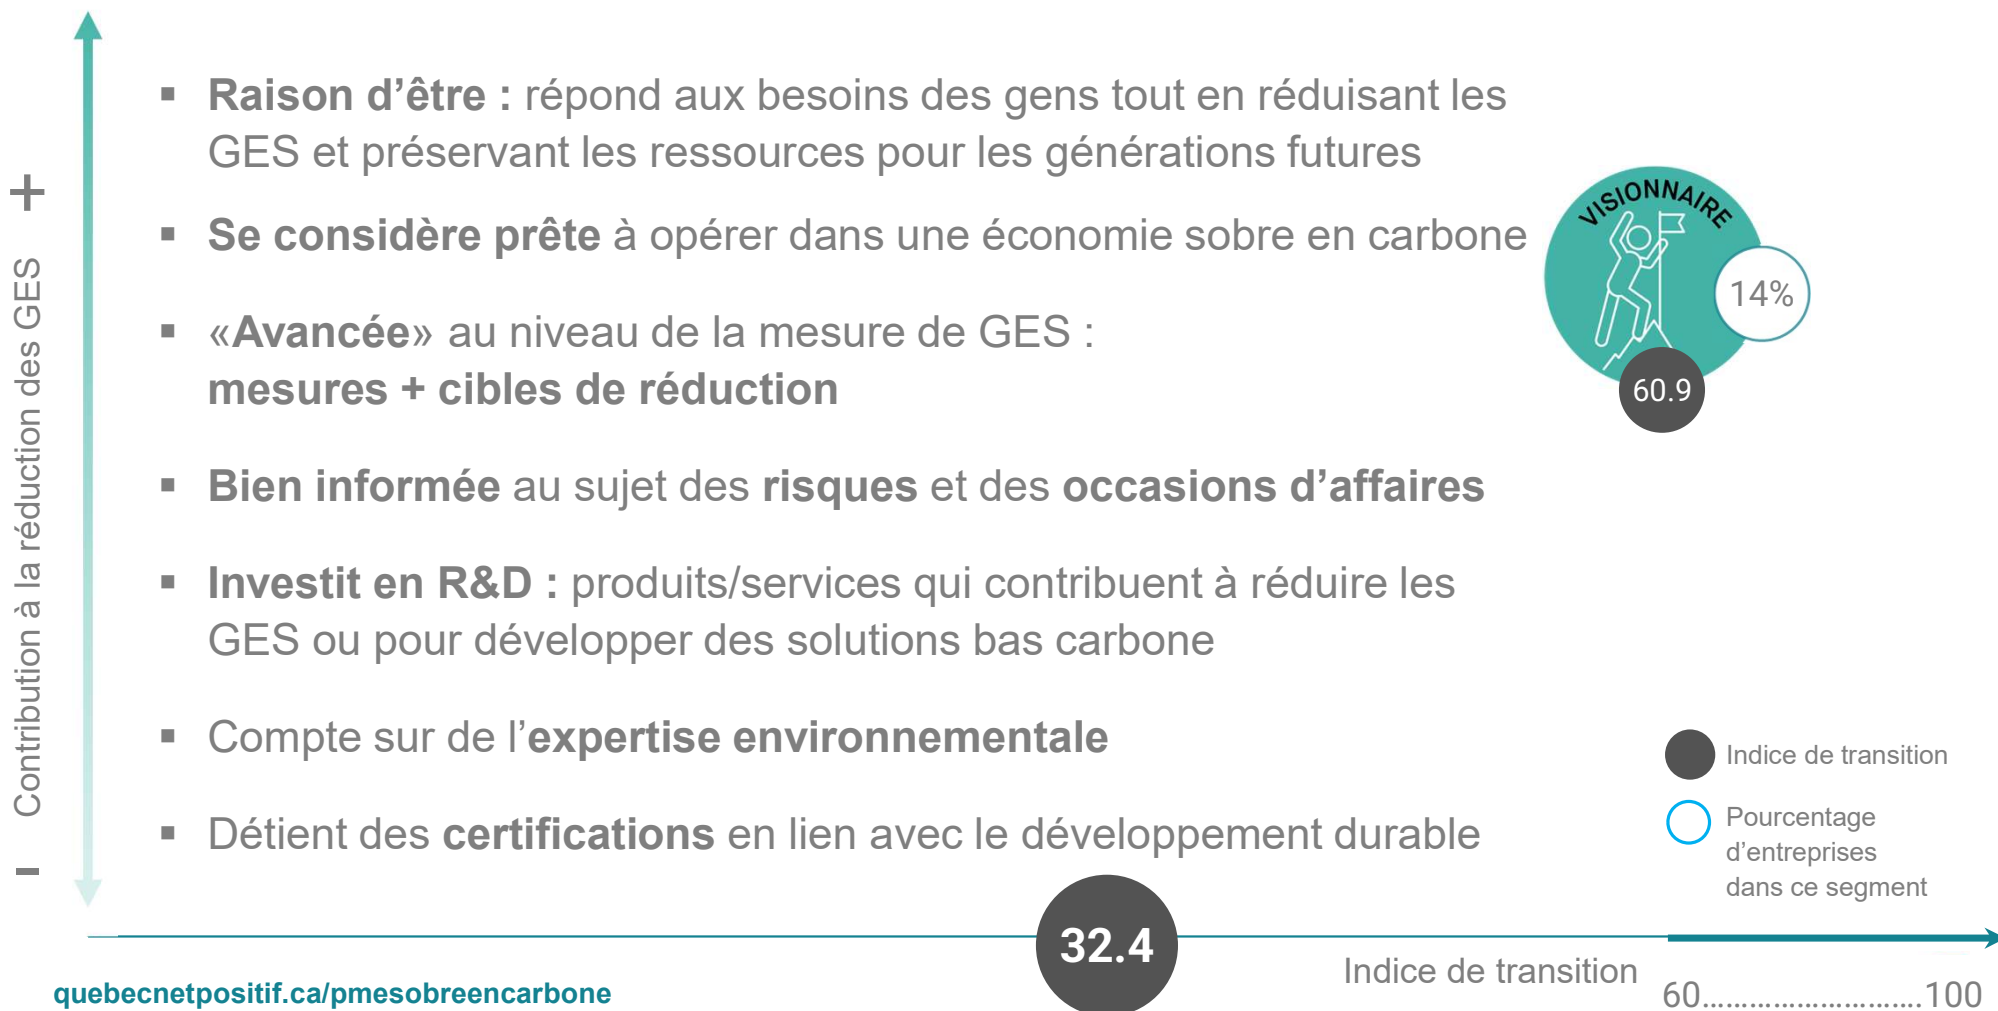 +
Contribution à la réduction des GES
-
▪ Raison d’être : répond aux besoins des gens tout en réduisant les
GES et préservant les ressources pour les générations futures
▪ Se considère prête à opérer dans une économie sobre en carbone
▪ «Avancée» au niveau de la mesure de GES :
mesures + cibles de réduction
▪ Bien informée au sujet des risques et des occasions d’affaires
▪ Investit en R&D : produits/services qui contribuent à réduire les
GES ou pour développer des solutions bas carbone
▪ Compte sur de l’expertise environnementale
▪ Détient des certifications en lien avec le développement durable
VISIONNAIRE
14%
60.9
Indice de transition
Pourcentage
d’entreprises
dans ce segment
32.4
Indice de transition
60……………………….100
quebecnetpositif.ca/pmesobreencarbone